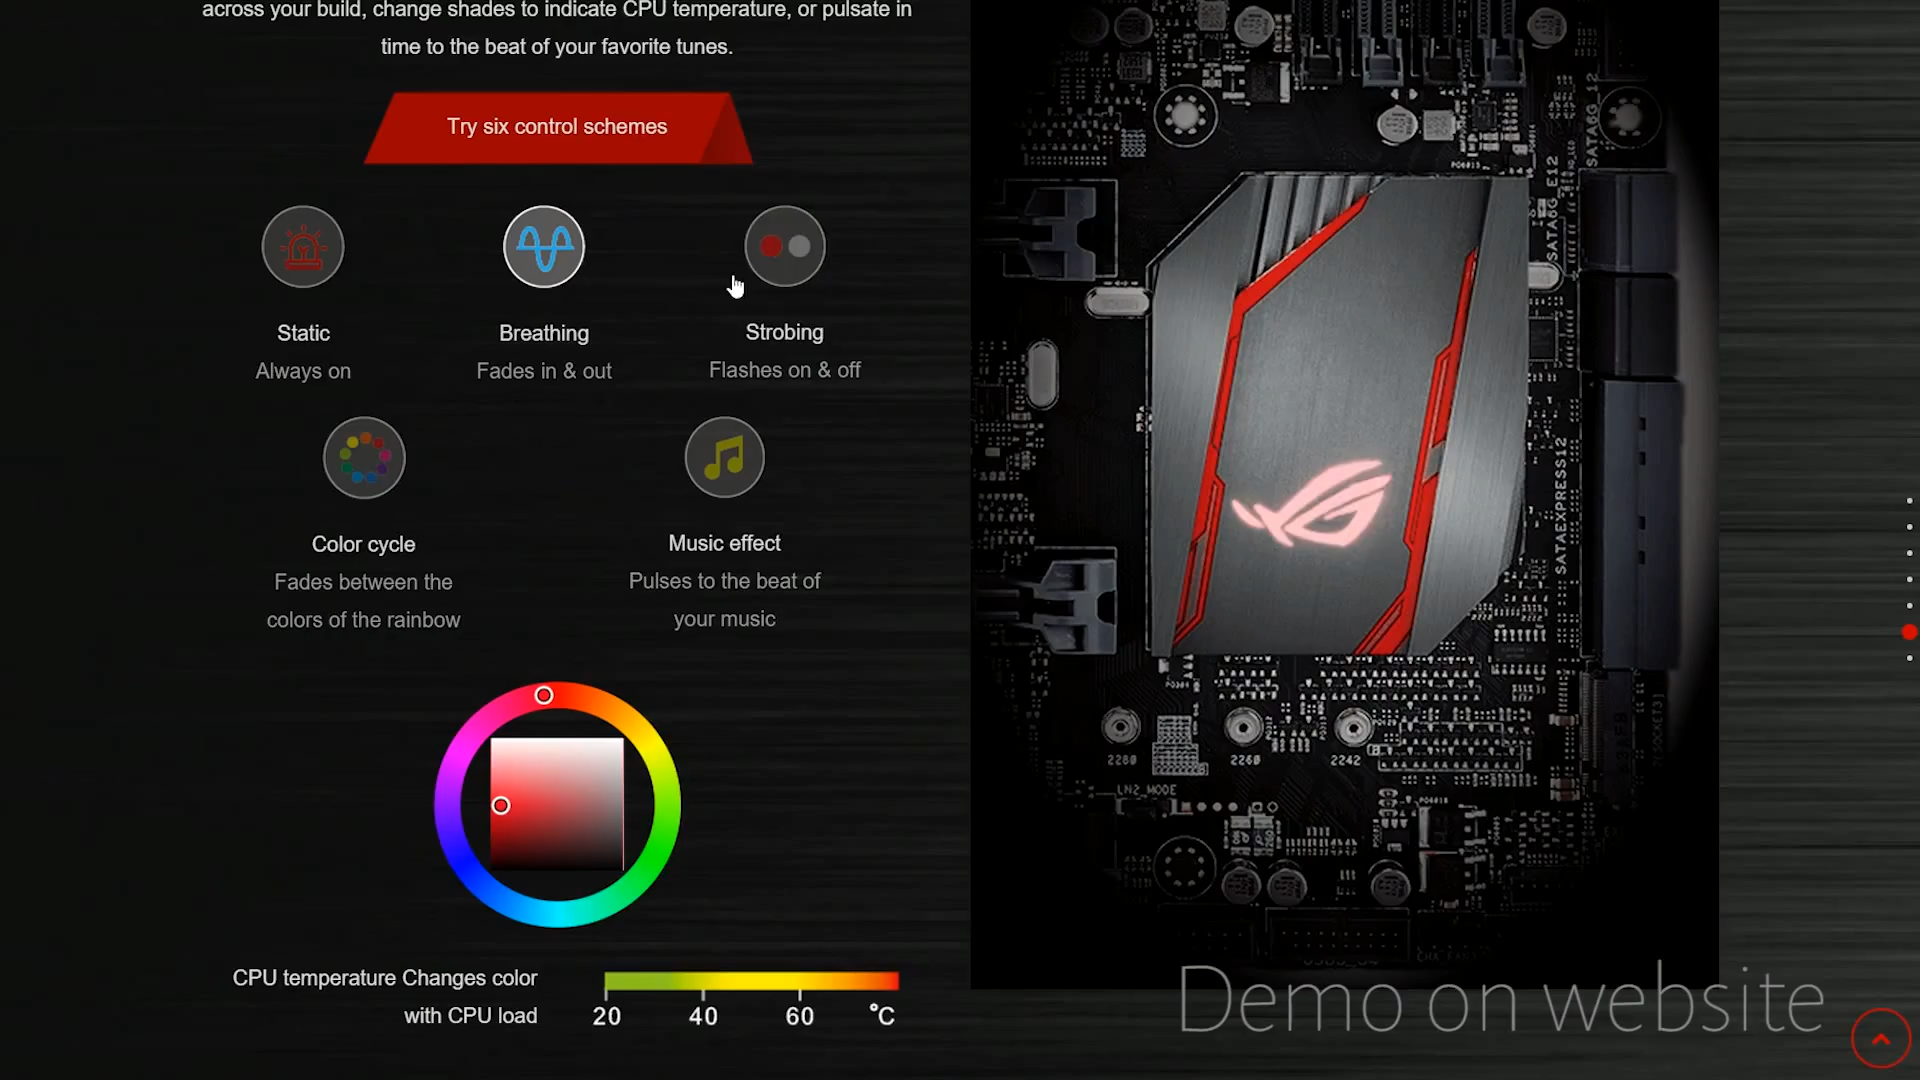 across your build, change shades to indicate CPU temperature, or pulsate in
time to the beat of your favorite tunes.
Try six control schemes
Static
Always on
Breathing
Fades in & out
Strobing
Flashes on & off
Color cycle
Fades between the
colors of the rainbow
Music effect
Pulses to the beat of
your music
CPU temperature Changes color
with CPU load
20 40 60 °C
SATA6G_12
SATA6G_E12
SATAEXPRESS12
2280 2260 2242
LN2_MODE
Demo on website